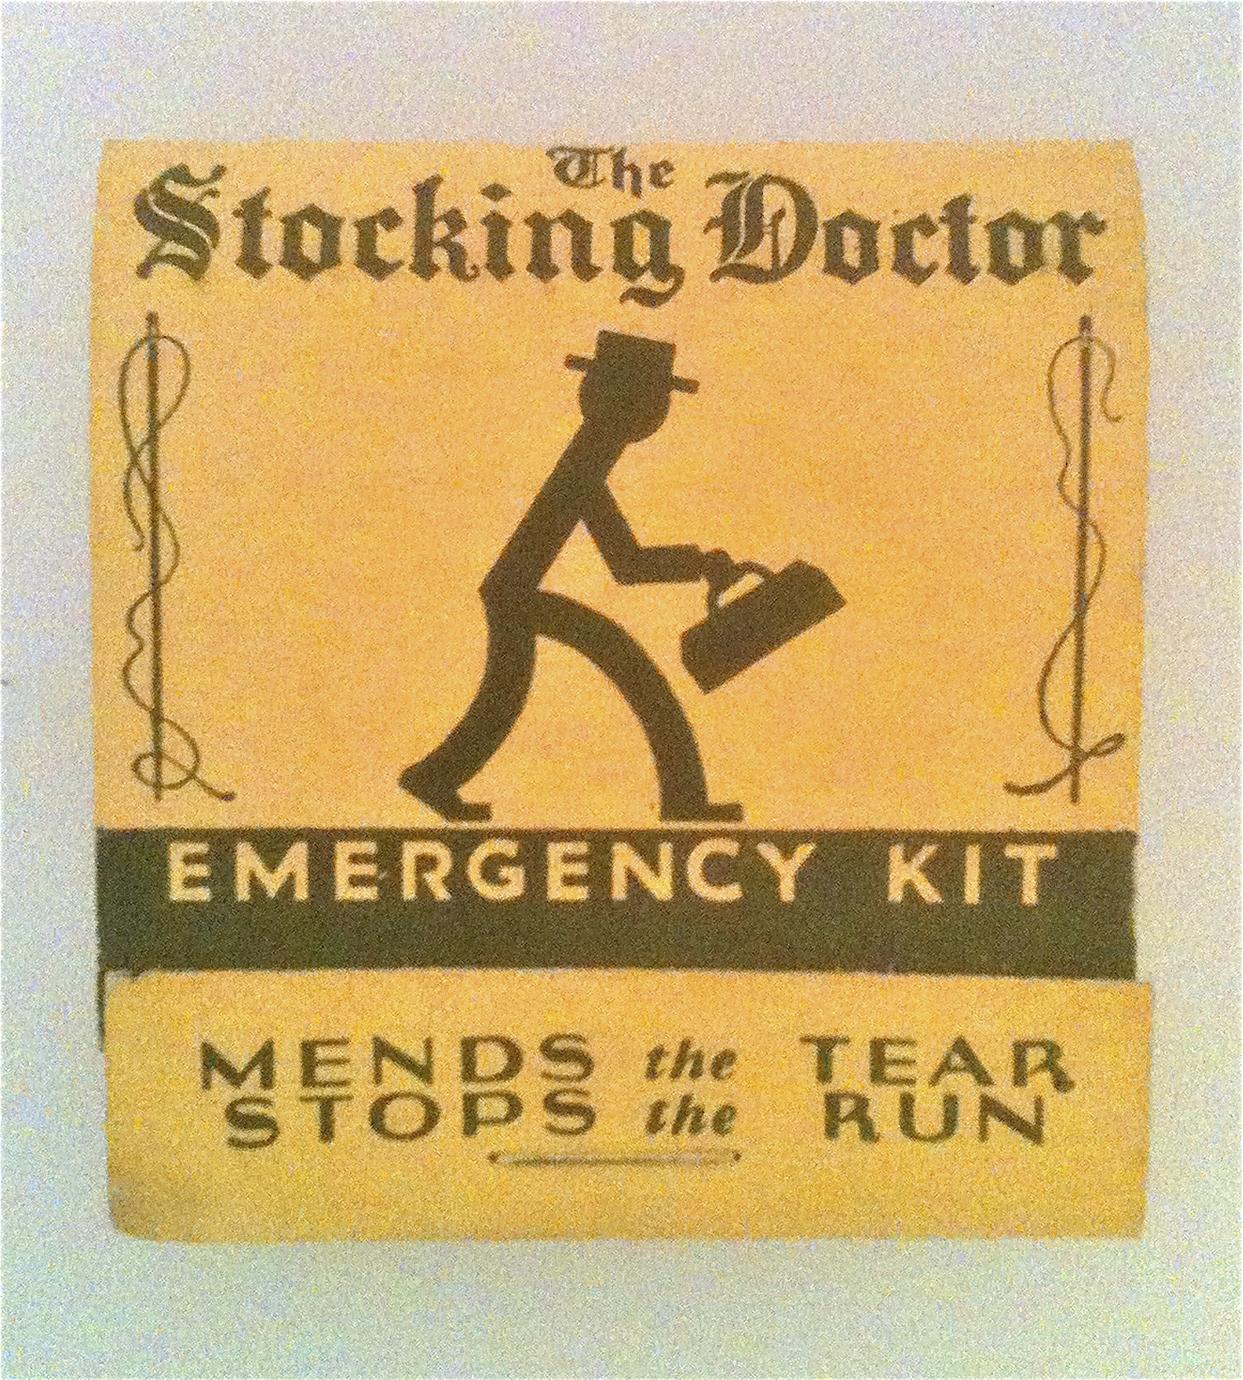 The
Stocking Doctor
EMERGENCY KIT
MENDS the TEAR
STOPS the RUN